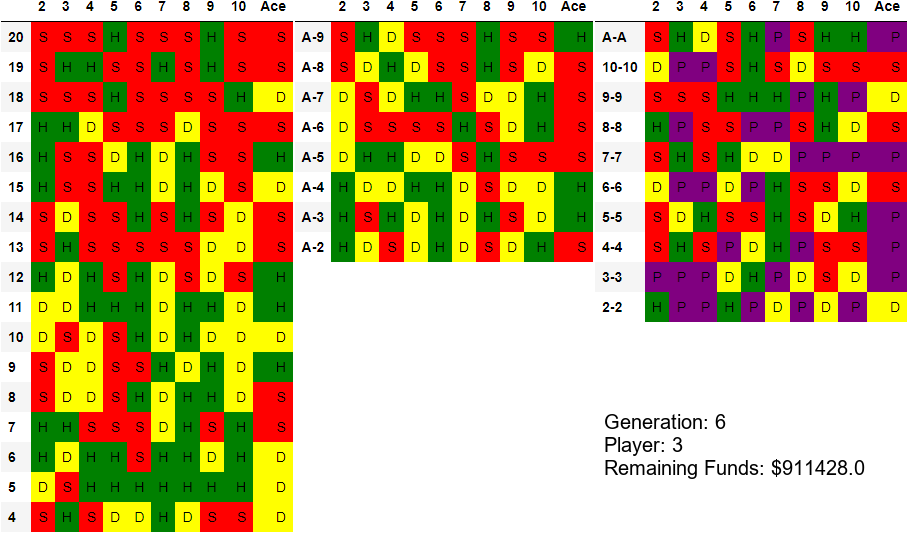 2 3 4 5 6 7 8 9 10 Ace
20 S S S H S S S H S S
19 S H H S S H S H S S
18 S S S H S S S S H D
17 H H D S S S D S S S
16 H S S D H D H S S H
15 H S S H H D H D S D
14 S D S S H S H S D S
13 S H S S S S S D D S
12 H D H S H D S D S H
11 D D H H H D H H D H
10 D S D S H D H D D D
9 S D D S S H D H D H
8 S D D S H D H H D S
7 H H S S S D H S H S
6 H D H H S H H D H D
5 D S H H H H H H H D
4 S H S D D H D S S D
2 3 4 5 6 7 8 9 10 Ace
A-9 S H D S S S H S S H
A-8 S D H D S S H S D S
A-7 D S D H H S D D H S
A-6 D S S S S H S D H S
A-5 D H H D D S H S S S
A-4 H D D H H D S D D H
A-3 H S H D H D H S D H
A-2 H D S D S D S D H S
2 3 4 5 6 7 8 9 10 Ace
A-A S H D S H P S H H P
10-10 D P P S H S D S S S
9-9 S S S H H H P H P D
8-8 H P S S P P S H D S
7-7 S H S H D D P P P P
6-6 D P P D P H S S D S
5-5 S D H S S H S D H P
4-4 S H S P D H P S S P
3-3 P P P D H P D S D P
2-2 H P P H P D P D P D
Generation: 6
Player: 3
Remaining Funds: $911428.0